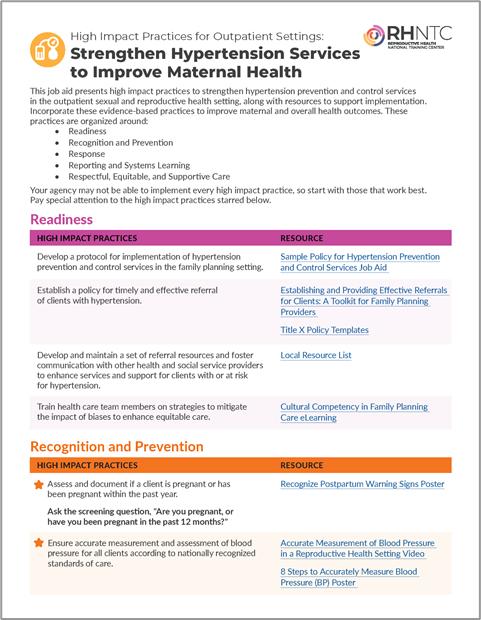 High Impact Practices for Outpatient Settings:
Strengthen Hypertension Services
to Improve Maternal Health
RHNTC
REPRODUCTIVE HEALTH
NATIONAL TRAINING CENTER
This job aid presents high impact practices to strengthen hypertension prevention and control services
in the outpatient sexual and reproductive health setting, along with resources to support implementation.
Incorporate these evidence-based practices to improve maternal and overall health outcomes. These
practices are organized around:
• Readiness
• Recognition and Prevention
• Response
• Reporting and Systems Learning
• Respectful, Equitable, and Supportive Care
Your agency may not be able to implement every high impact practice, so start with those that work best.
Pay special attention to the high impact practices starred below.
Readiness
HIGH IMPACT PRACTICES RESOURCE
Develop a protocol for implementation of hypertension
prevention and control services in the family planning setting.
Sample Policy for Hypertension Prevention
and Control Services Job Aid
Establish a policy for timely and effective referral
of clients with hypertension.
Establishing and Providing Effective Referrals
for Clients: A Toolkit for Family Planning
Providers
Title X Policy Templates
Develop and maintain a set of referral resources and foster
communication with other health and social service providers
to enhance services and support for clients with or at risk
for hypertension.
Local Resource List
Train health care team members on strategies to mitigate
the impact of biases to enhance equitable care.
Cultural Competency in Family Planning
Care eLearning
Recognition and Prevention
HIGH IMPACT PRACTICES RESOURCE
Assess and document if a client is pregnant or has
been pregnant within the past year.
Ask the screening question, "Are you pregnant, or
have you been pregnant in the past 12 months?"
Recognize Postpartum Warning Signs Poster
Ensure accurate measurement and assessment of blood
pressure for all clients according to nationally recognized
standards of care.
Accurate Measurement of Blood Pressure
in a Reproductive Health Setting Video
8 Steps to Accurately Measure Blood
Pressure (BP) Poster